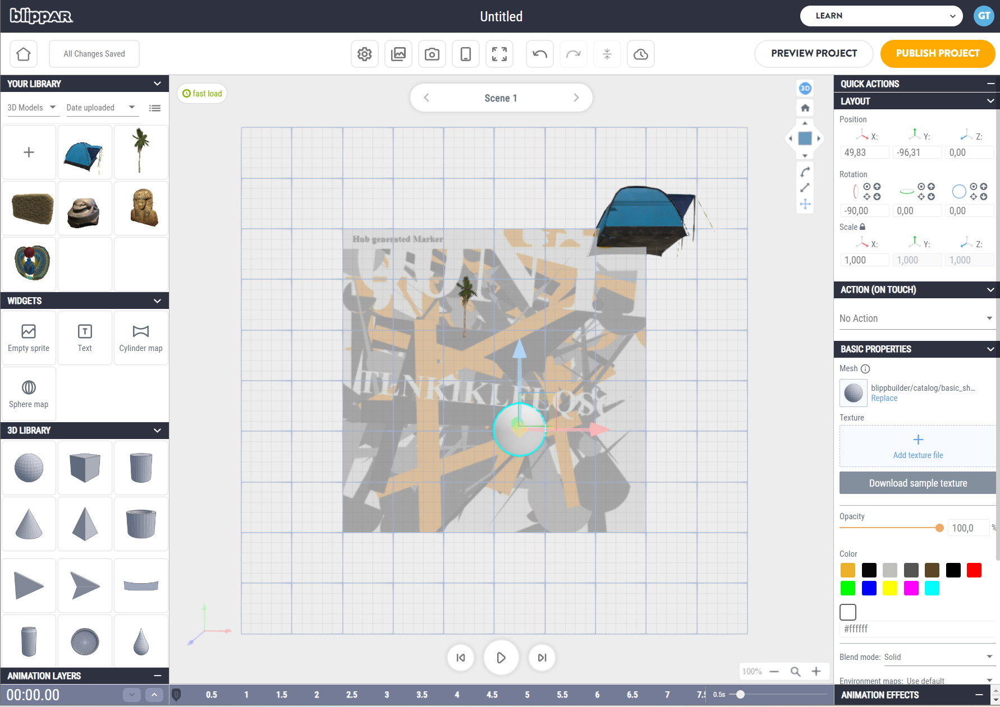 blippAR
Untitled
LEARN
GT
All Changes Saved
PREVIEW PROJECT
PUBLISH PROJECT
YOUR LIBRARY
3D Models
Date uploaded
fast load
Scene 1
3D
QUICK ACTIONS
LAYOUT
Position
X:
Y:
Z:
49,83
-96,31
0,00
Rotation
-90,00
0,00
0,00
Scale
X:
Y:
Z:
1,000
1,000
1,000
Hub generated Marker
WIDGETS
Empty sprite
Text
Cylinder map
Sphere map
ACTION (ON TOUCH)
No Action
BASIC PROPERTIES
Mesh
blippbuilder/catalog/basic_sh...
Replace
Texture
Add texture file
Download sample texture
3D LIBRARY
Opacity
100,0
%
Color
#ffffff
Blend mode: Solid
Environment maps: Use default
100%
ANIMATION LAYERS
00:00.00
0 0.5 1 1.5 2 2.5 3 3.5 4 4.5 5 5.5 6 6.5 7 7.5
0.5s
ANIMATION EFFECTS